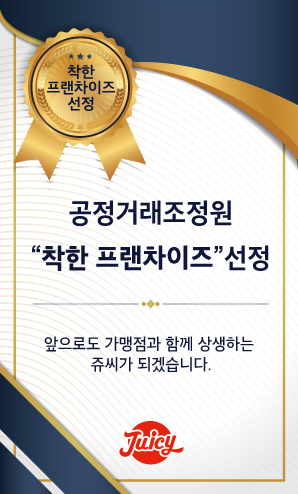 착한
프랜차이즈
선정
공정거래조정원
“착한 프랜차이즈”선정
앞으로도 가맹점과 함께 상생하는
쥬씨가 되겠습니다.
Juicy